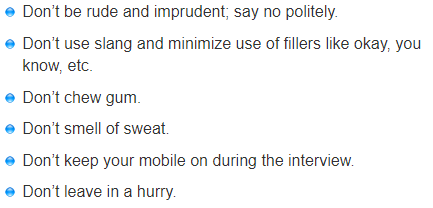 Don't be rude and imprudent; say no politely.
Don't use slang and minimize use of fillers like okay, you
know, etc.
Don't chew gum.
Don't smell of sweat.
Don't keep your mobile on during the interview.
Don't leave in a hurry.